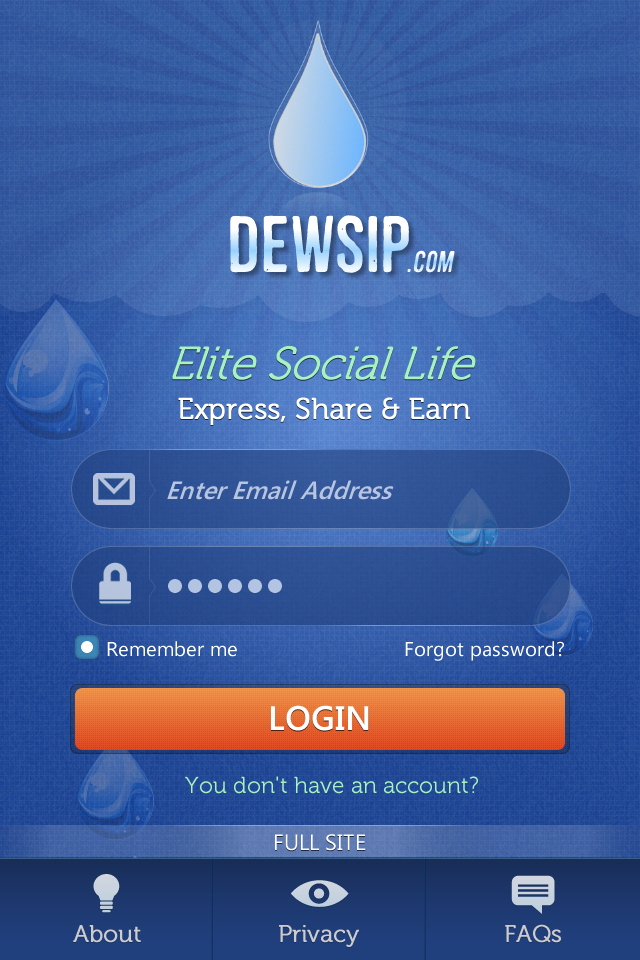 DEWSIP.COM
Elite Social Life
Express, Share & Earn
Enter Email Address
Remember me
Forgot password?
LOGIN
You don't have an account?
FULL SITE
About
Privacy
FAQs